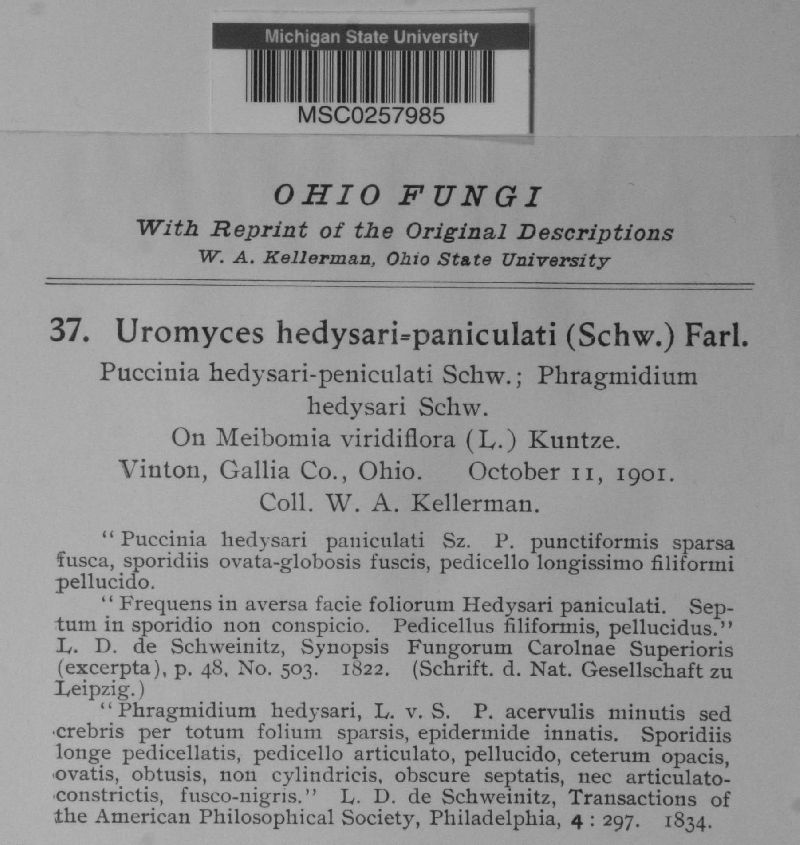 Michigan State University
MSC0257985
OHIO FUNGI
With Reprint of the Original Descriptions
W. A. Kellerman, Ohio State University
37. Uromyces hedysari=paniculati (Schw.) Farl.
Puccinia hedysari-peniculati Schw.; Phragmidium
hedysari Schw.
On Meibomia viridiflora (L.) Kuntze.
Vinton, Gallia Co., Ohio. October 11, 1901.
Coll. W. A. Kellerman.
“Puccinia hedysari paniculati Sz. P. punctiformis sparsa
fusca, sporidiis ovata-globosis fuscis, pedicello longissimo filiformi
pellucido.
“Frequens in aversa facie foliorum Hedysari paniculati. Sep-
tum in sporidio non conspicio. Pedicellus filiformis, pellucidus.”
L. D. de Schweinitz, Synopsis Fungorum Carolnae Superioris
(excerpta), p. 48, No. 503. 1822. (Schrift. d. Nat. Gesellschaft zu
Leipzig.)
“Phragmidium hedysari, L. v. S. P. acervulis minutis sed
crebris per totum folium sparsis, epidermide innatis. Sporidiis
longe pedicellatis, pedicello articulato, pellucido, ceterum opacis,
ovatis, obtusis, non cylindricis, obscure septatis, nec articulato-
constrictis, fusco-nigris.” L. D. de Schweinitz, Transactions of
the American Philosophical Society, Philadelphia, 4 : 297. 1834.